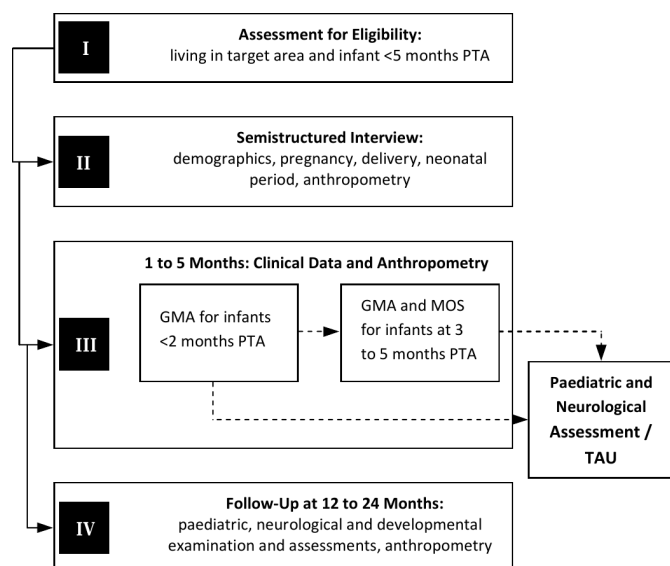 I
Assessment for Eligibility:
living in target area and infant <5 months PTA
II
Semistructured Interview:
demographics, pregnancy, delivery, neonatal
period, anthropometry
III
1 to 5 Months: Clinical Data and Anthropometry
GMA for infants
<2 months PTA
GMA and MOS
for infants at 3
to 5 months PTA
Paediatric and
Neurological
Assessment /
TAU
IV
Follow-Up at 12 to 24 Months:
paediatric, neurological and developmental
examination and assessments, anthropometry